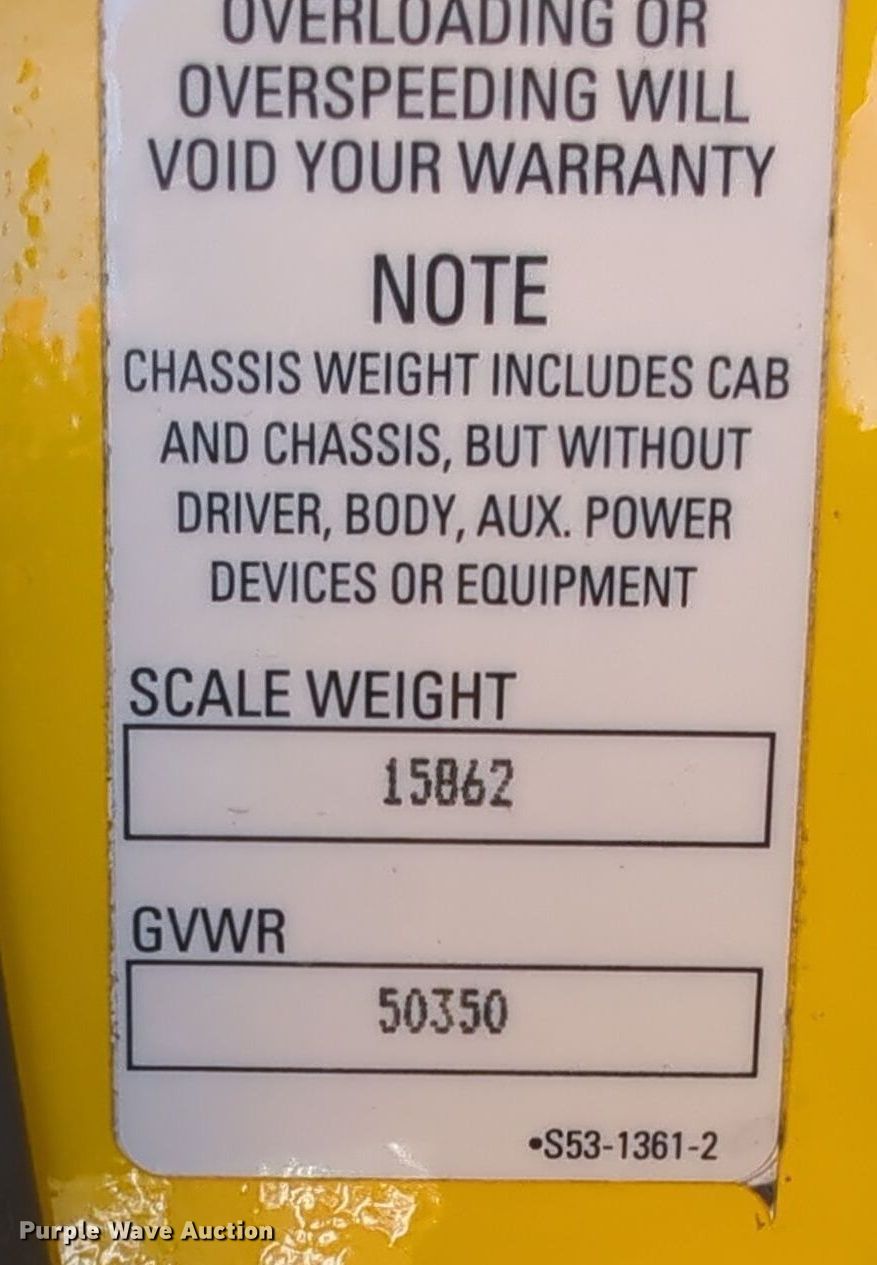 OVERLOADING OR
OVERSPEEDING WILL
VOID YOUR WARRANTY
NOTE
CHASSIS WEIGHT INCLUDES CAB
AND CHASSIS, BUT WITHOUT
DRIVER, BODY, AUX. POWER
DEVICES OR EQUIPMENT
SCALE WEIGHT
15862
GVWR
50350
•S53-1361-2
Purple Wave Auction